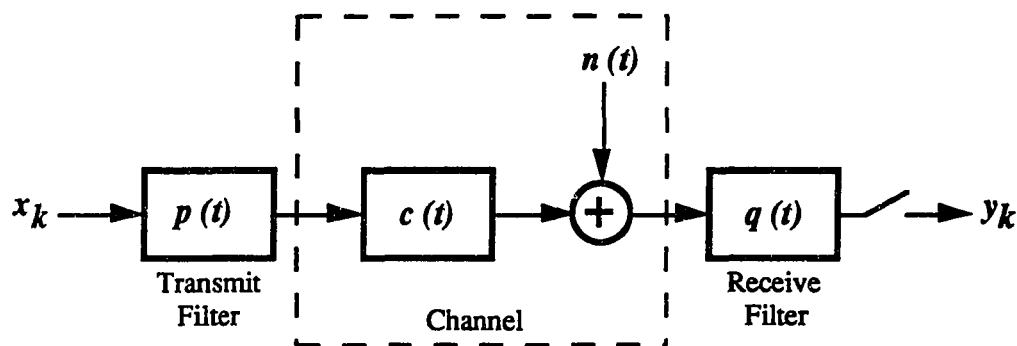 n (t)
x_k
p (t)
c (t)
+
q (t)
y_k
Transmit
Filter
Channel
Receive
Filter